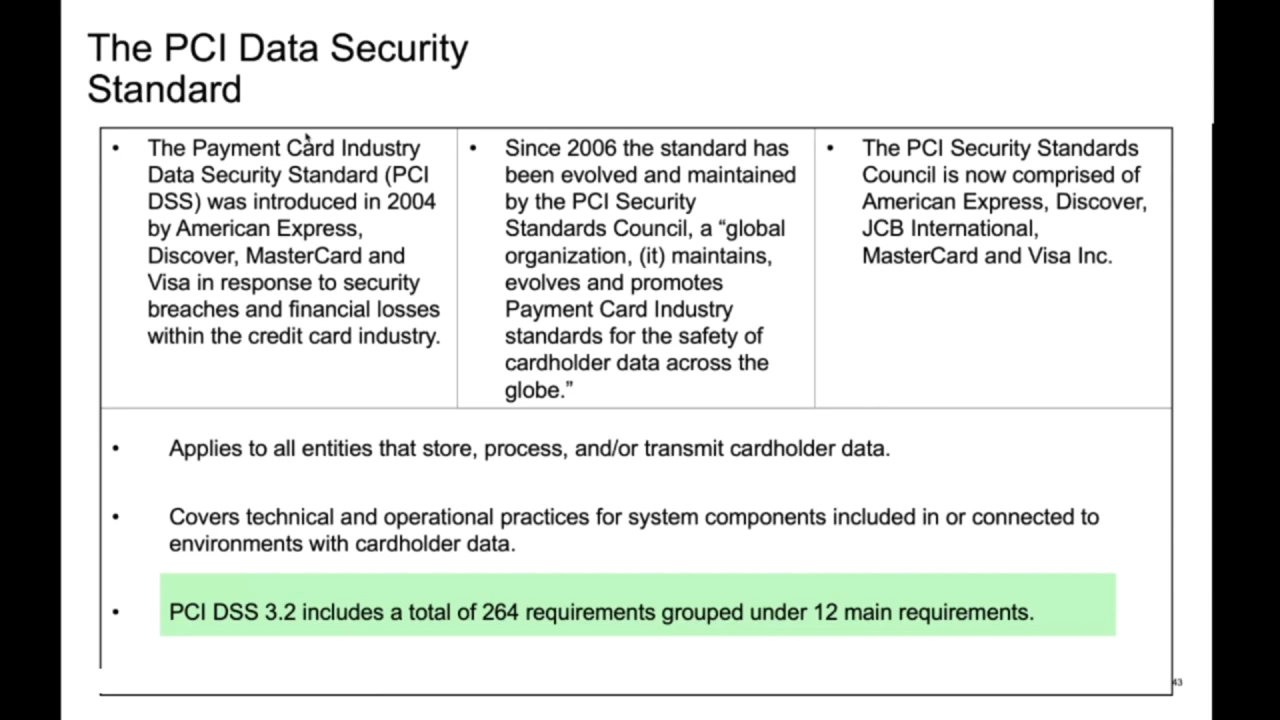 The PCI Data Security
Standard
• The Payment Card Industry
Data Security Standard (PCI
DSS) was introduced in 2004
by American Express,
Discover, MasterCard and
Visa in response to security
breaches and financial losses
within the credit card industry.
• Since 2006 the standard has
been evolved and maintained
by the PCI Security
Standards Council, a “global
organization, (it) maintains,
evolves and promotes
Payment Card Industry
standards for the safety of
cardholder data across the
globe.”
• The PCI Security Standards
Council is now comprised of
American Express, Discover,
JCB International,
MasterCard and Visa Inc.
• Applies to all entities that store, process, and/or transmit cardholder data.
• Covers technical and operational practices for system components included in or connected to
environments with cardholder data.
• PCI DSS 3.2 includes a total of 264 requirements grouped under 12 main requirements.
43